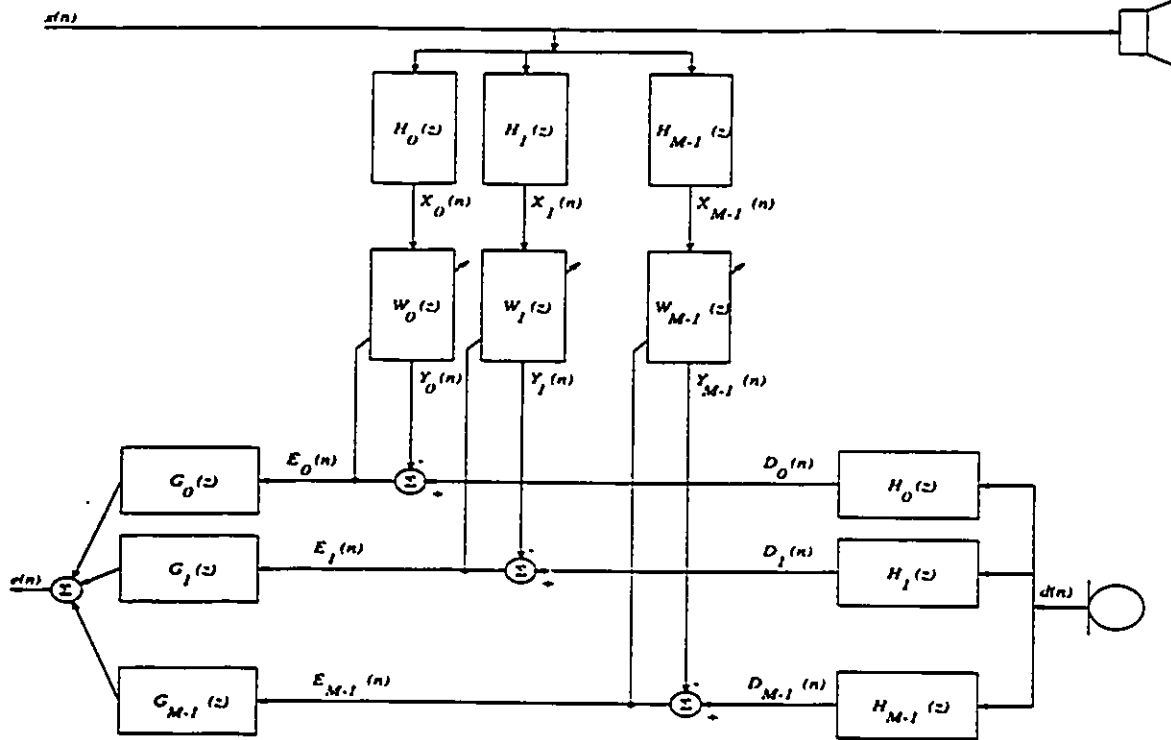 x(n)
H_0(z) H_1(z) H_{M-1}(z)
X_0(n) X_1(n) X_{M-1}(n)
W_0(z) W_1(z) W_{M-1}(z)
Y_0(n) Y_1(n) Y_{M-1}(n)
G_0(z) E_0(n) Σ - + D_0(n) H_0(z)
G_1(z) E_1(n) Σ - + D_1(n) H_1(z)
e(n) Σ d(n)
G_{M-1}(z) E_{M-1}(n) Σ - + D_{M-1}(n) H_{M-1}(z)